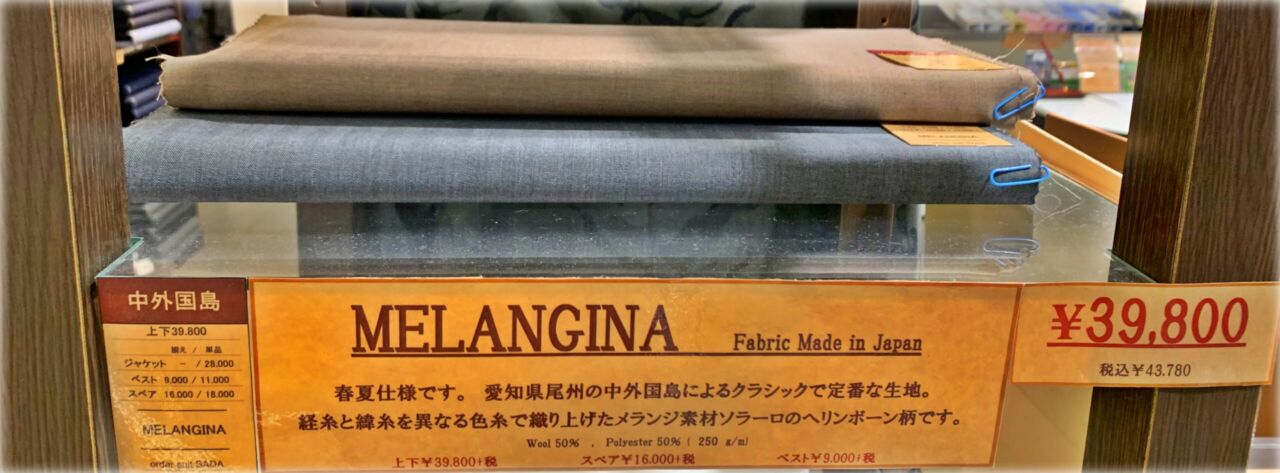 MELANGINA
中外国島
上下39.800
揃え / 単品
ジャケット - / 28.000
ベスト 9.000 / 11.000
スペア 16.000 / 18.000
MELANGINA
order suit SADA
MELANGINA Fabric Made in Japan
春夏仕様です。 愛知県尾州の中外国島によるクラシックで定番な生地。
経糸と緯糸を異なる色糸で織り上げたメランジ素材ソラーロのヘリンボーン柄です。
Wool 50% . Polyester 50% ( 250 g/m)
上下¥39.800+税 スペア¥16.000+税 ベスト¥9.000+税
¥39,800
税込¥43.780